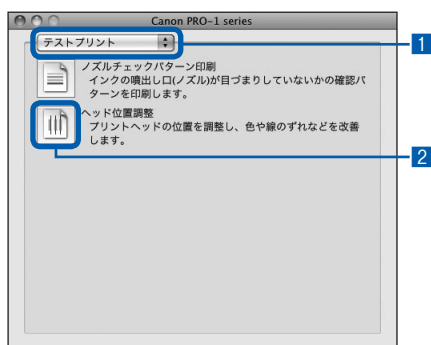 Canon PRO-1 series
テストプリント
1
ノズルチェックパターン印刷
インクの噴出し口(ノズル)が目づまりしていないかの確認パ
ターンを印刷します。
ヘッド位置調整
プリントヘッドの位置を調整し、色や線のずれなどを改善
します。
2